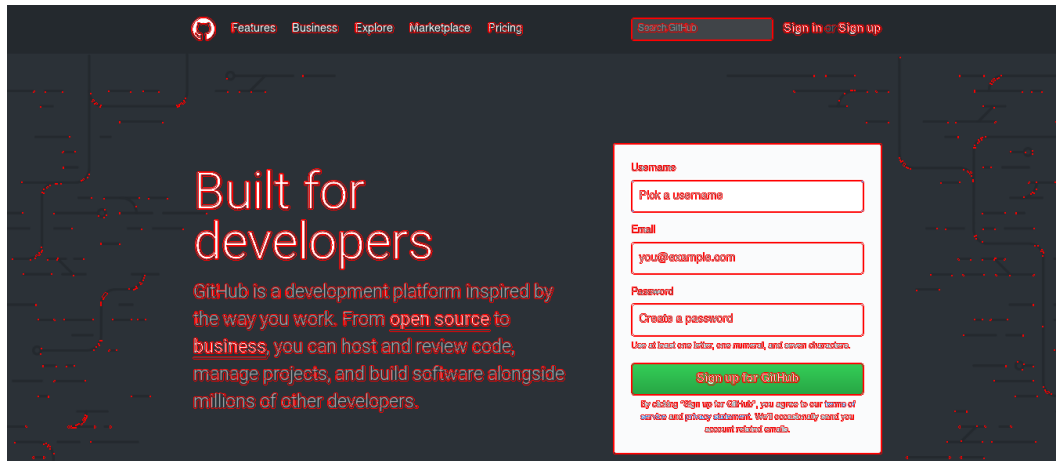 Features Business Explore Marketplace Pricing Search GitHub Sign in or Sign up
Built for
developers
GitHub is a development platform inspired by
the way you work. From open source to
business, you can host and review code,
manage projects, and build software alongside
millions of other developers.
Username
Pick a username
Email
you@example.com
Password
Create a password
Use at least one letter, one numeral, and seven characters.
Sign up for GitHub
By clicking "Sign up for GitHub", you agree to our terms of
service and privacy statement. We'll occasionally send you
account related emails.